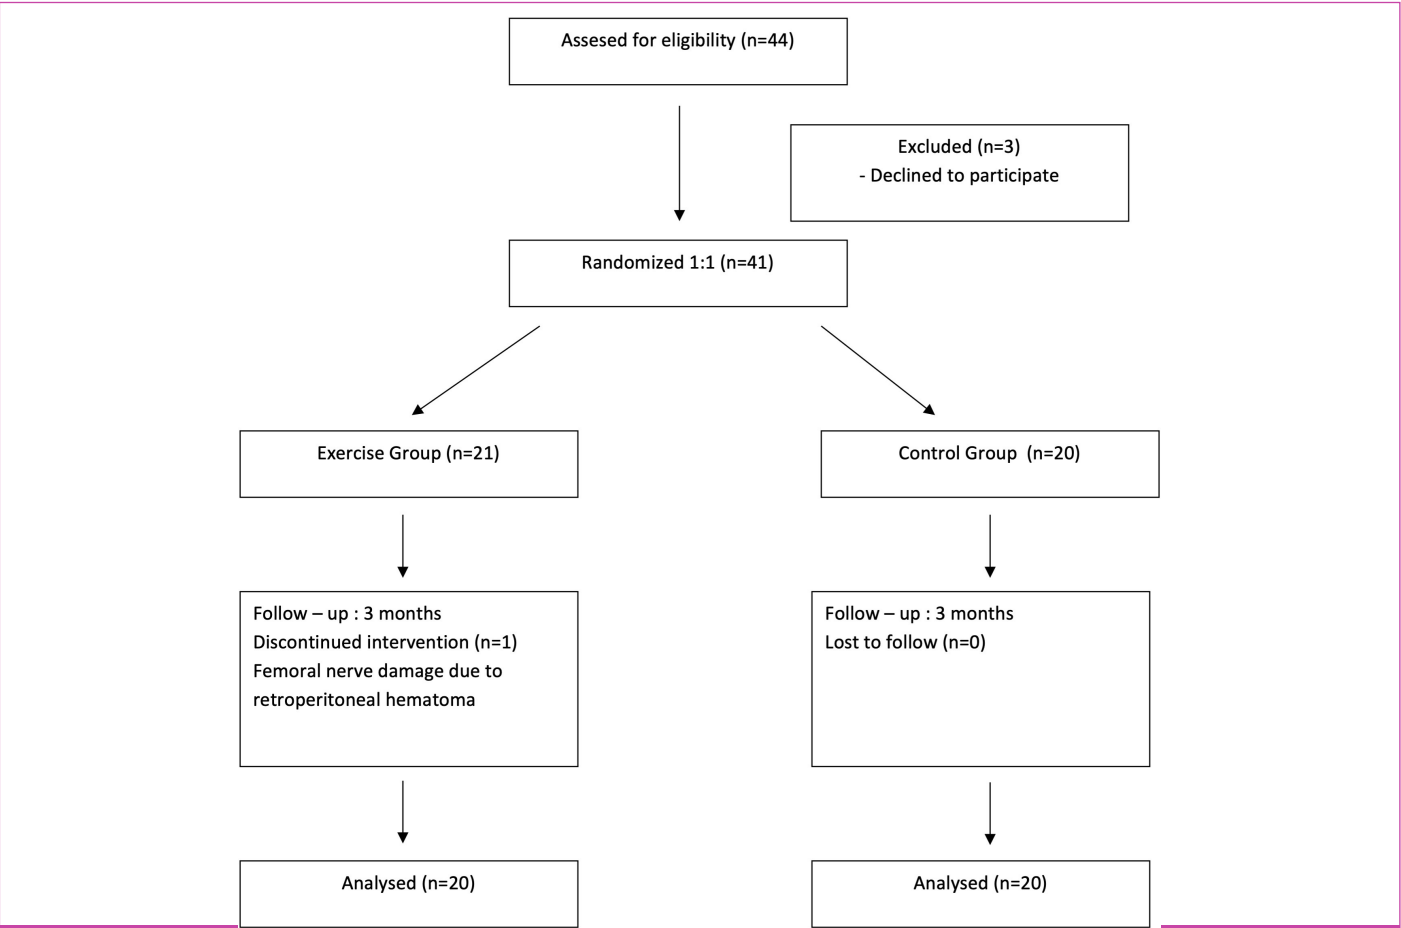 Assesed for eligibility (n=44)
Excluded (n=3)
- Declined to participate
Randomized 1:1 (n=41)
Exercise Group (n=21)
Control Group  (n=20)
Follow – up : 3 months
Discontinued intervention (n=1)
Femoral nerve damage due to
retroperitoneal hematoma
Follow – up : 3 months
Lost to follow (n=0)
Analysed (n=20)
Analysed (n=20)